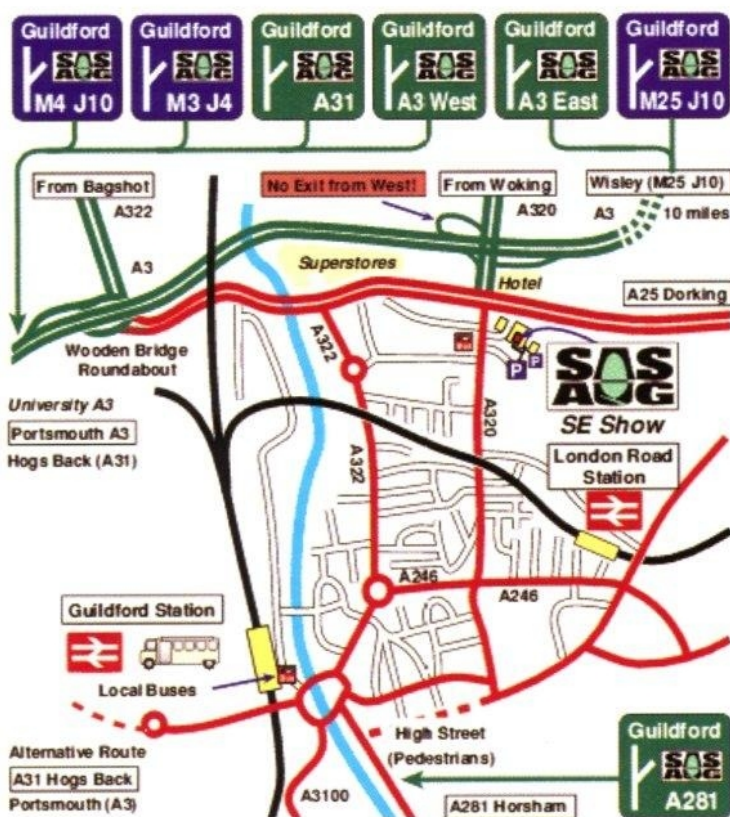 Guildford
SAS
AUG
M4 J10
Guildford
SAS
AUG
M3 J4
Guildford
SAS
AUG
A31
Guildford
SAS
AUG
A3 West
Guildford
SAS
AUG
A3 East
Guildford
SAS
AUG
M25 J10
From Bagshot
A322
A3
No Exit from West!
From Woking
A320
Wisley (M25 J10)
A3
10 miles
Superstores
Hotel
A25 Dorking
Wooden Bridge
Roundabout
A322
P
P
SAS
AUG
SE Show
University A3
Portsmouth A3
Hogs Back (A31)
A322
A320
London Road
Station
A246
A246
Guildford Station
Local Buses
High Street
(Pedestrians)
Alternative Route
A31 Hogs Back
Portsmouth (A3)
A3100
A281 Horsham
Guildford
SAS
AUG
A281